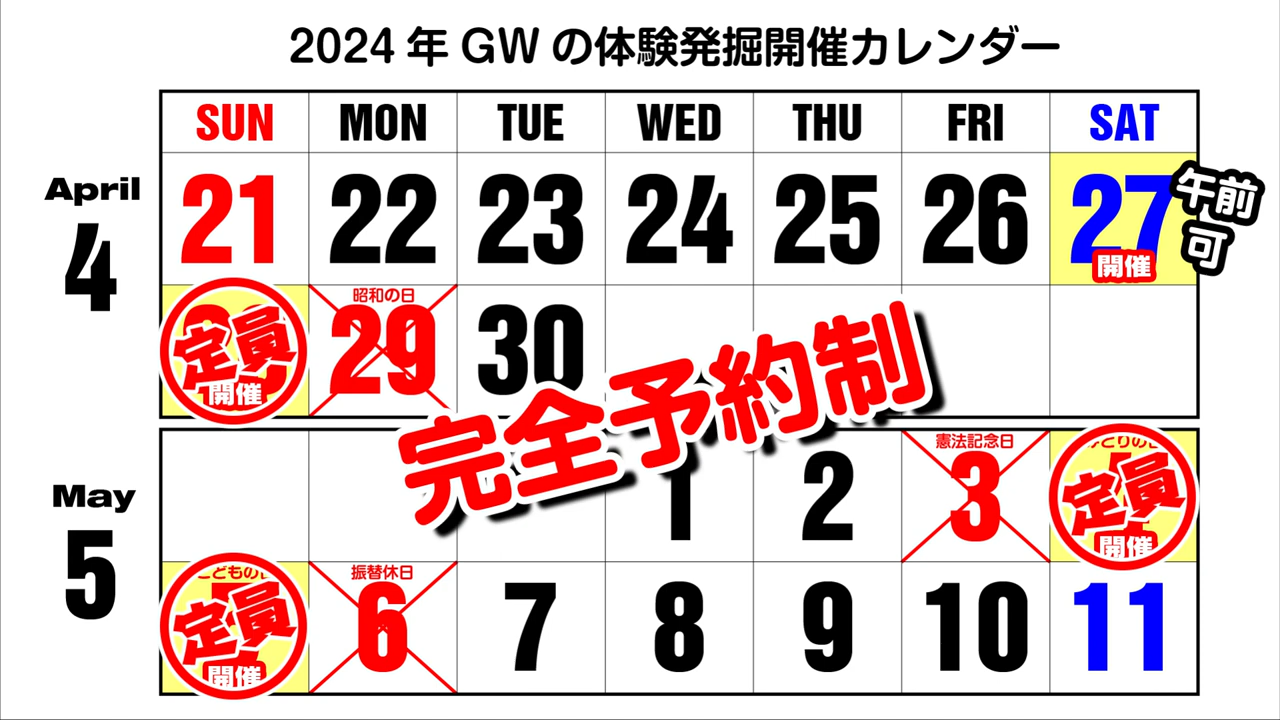 2024年GWの体験発掘開催カレンダー
SUN MON TUE WED THU FRI SAT
April
4
21 22 23 24 25 26 27
開催
午前
可
定員
開催
昭和の日
29 30
完全予約制
May
5
1 2
憲法記念日
3
定員
開催
こどもの
定員
開催
振替休日
6 7 8 9 10 11